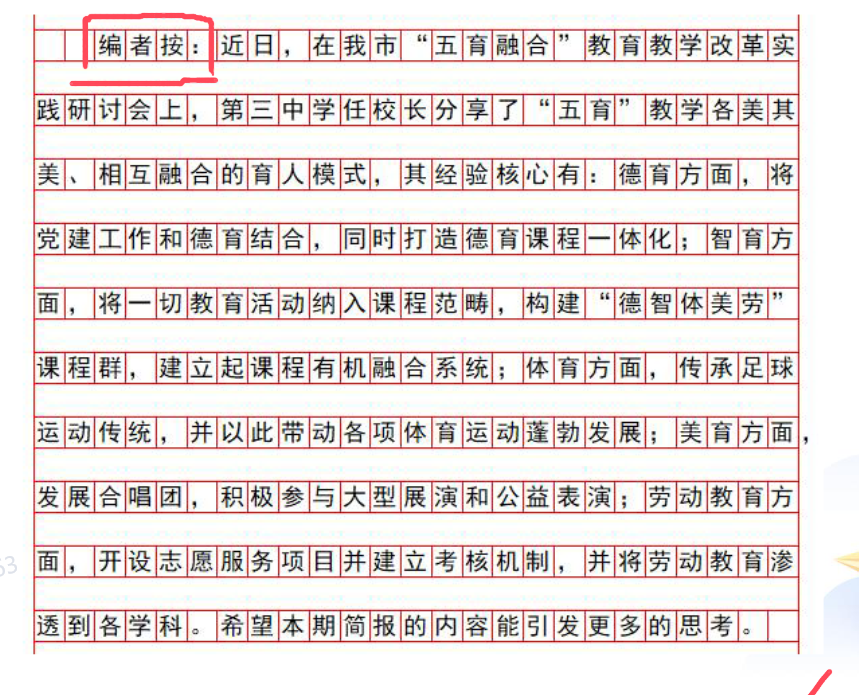 编者按：近日，在我市“五育融合”教育教学改革实
践研讨会上，第三中学任校长分享了“五育”教学各美其
美、相互融合的育人模式，其经验核心有：德育方面，将
党建工作和德育结合，同时打造德育课程一体化；智育方
面，将一切教育活动纳入课程范畴，构建“德智体美劳”
课程群，建立起课程有机融合系统；体育方面，传承足球
运动传统，并以此带动各项体育运动蓬勃发展；美育方面，
发展合唱团，积极参与大型展演和公益表演；劳动教育方
面，开设志愿服务项目并建立考核机制，并将劳动教育渗
透到各学科。希望本期简报的内容能引发更多的思考。